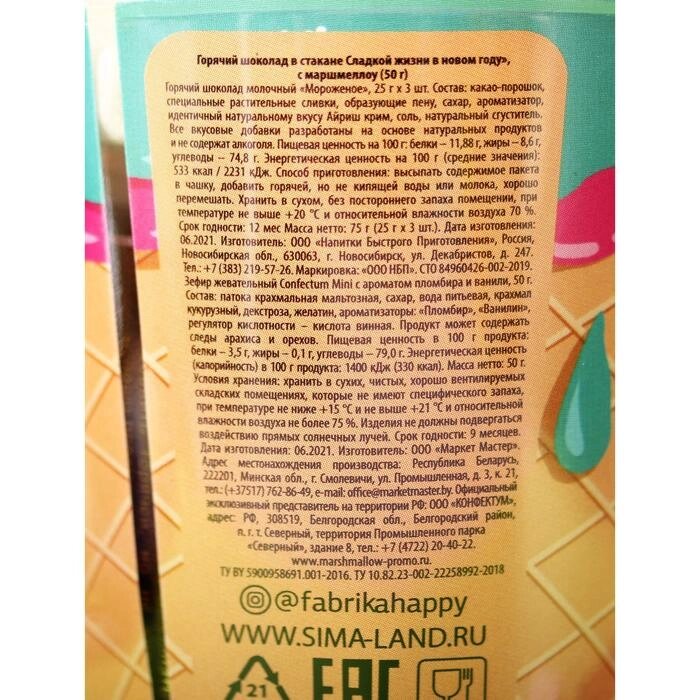 Горячий шоколад в стакане Сладкой жизни в новом году»,
с маршмеллоу (50 г)
Горячий шоколад молочный «Мороженое», 25 г х 3 шт. Состав: какао-порошок,
специальные растительные сливки, образующие пену, сахар, ароматизатор,
идентичный натуральному вкусу Айриш крим, соль, натуральный сгуститель.
Все вкусовые добавки разработаны на основе натуральных продуктов
и не содержат алкоголя. Пищевая ценность на 100 г: белки – 11,88 г, жиры – 8,6 г,
углеводы – 74,8 г. Энергетическая ценность на 100 г (средние значения):
533 ккал / 2231 кДж. Способ приготовления: высыпать содержимое пакета
в чашку, добавить горячей, но не кипящей воды или молока, хорошо
перемешать. Хранить в сухом, без постороннего запаха помещении, при
температуре не выше +20 °С и относительной влажности воздуха 70 %.
Срок годности: 12 мес Масса нетто: 75 г (25 г х 3 шт.). Дата изготовления:
06.2021. Изготовитель: ООО «Напитки Быстрого Приготовления», Россия,
Новосибирская обл., 630063, г. Новосибирск, ул. Декабристов, д. 247.
Тел.: +7 (383) 219-57-26. Маркировка: «ООО НБП». СТО 84960426-002-2019.
Зефир жевательный Confectum Mini с ароматом пломбира и ванили, 50 г.
Состав: патока крахмальная мальтозная, сахар, вода питьевая, крахмал
кукурузный, декстроза, желатин, ароматизаторы: «Пломбир», «Ванилин»,
регулятор кислотности – кислота винная. Продукт может содержать
следы арахиса и орехов. Пищевая ценность в 100 г продукта:
белки – 3,5 г, жиры – 0,1 г, углеводы – 79,0 г. Энергетическая ценность
(калорийность) в 100 г продукта: 1400 кДж (330 ккал). Масса нетто: 50 г.
Условия хранения: хранить в сухих, чистых, хорошо вентилируемых
складских помещениях, которые не имеют специфического запаха,
при температуре не ниже +15 °С и не выше +21 °С и относительной
влажности воздуха не более 75 %. Изделия не должны подвергаться
воздействию прямых солнечных лучей. Срок годности: 9 месяцев.
Дата изготовления: 06.2021. Изготовитель: ООО «Маркет Мастер».
Адрес местонахождения производства: Республика Беларусь,
222201, Минская обл., г. Смолевичи, ул. Промышленная, д. 3, к. 21,
тел.: (+37517) 762-86-49, e-mail: office@marketmaster.by. Официальный
эксклюзивный представитель на территории РФ: ООО «КОНФЕКТУМ»,
адрес: РФ, 308519, Белгородская обл., Белгородский район,
п. г. т. Северный, территория Промышленного парка
«Северный», здание 8, тел.: +7 (4722) 20-40-22.
www.marshmallow-promo.ru.
ТУ BY 5900958691.001-2016. ТУ 10.82.23-002-22258992-2018
@fabrikahappy
WWW.SIMA-LAND.RU
21
EAC